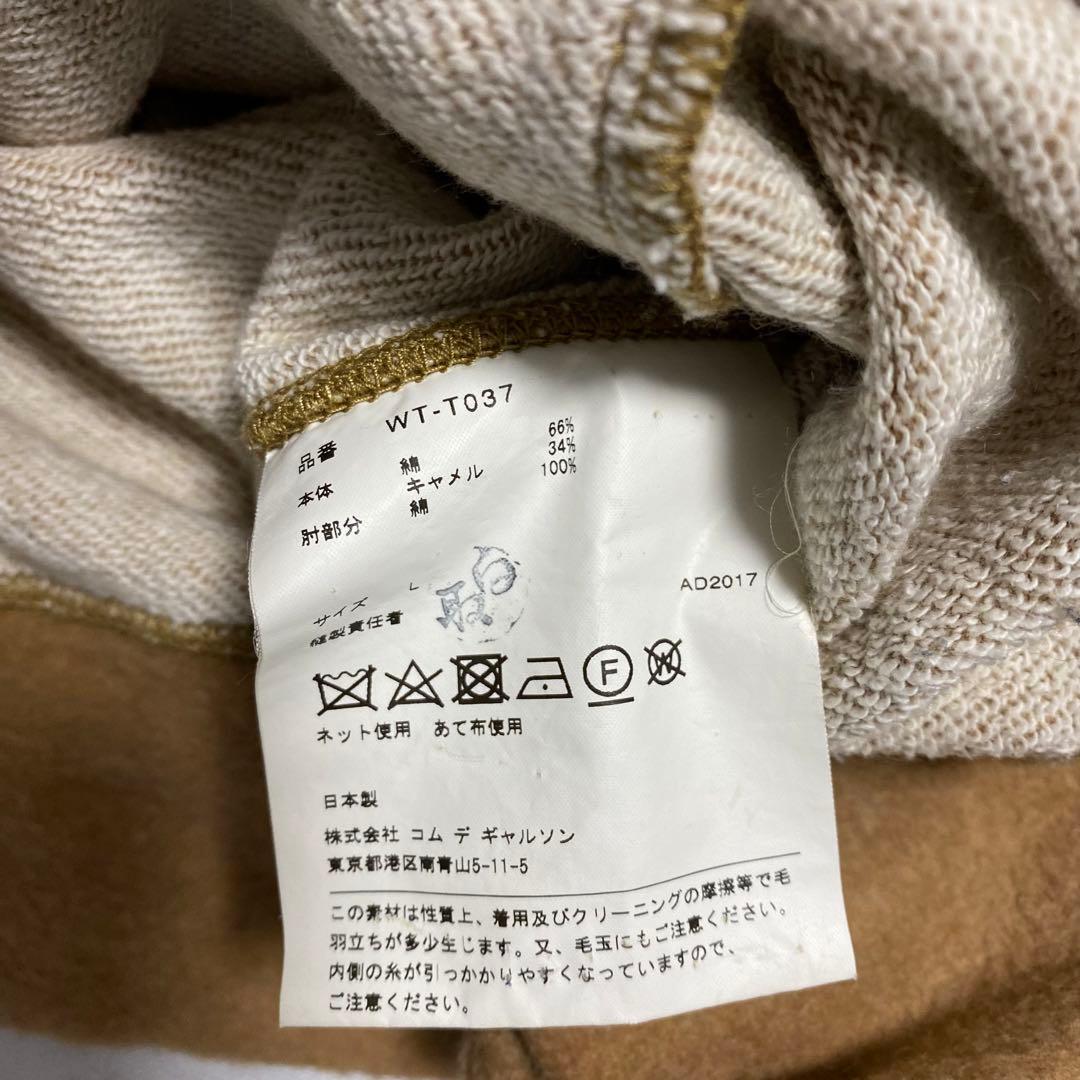 品番 WT-T037
本体 綿 66%
キャメル 34%
肘部分 綿 100%
サイズ L
AD2017
縫製責任者
F
W
ネット使用 あて布使用
日本製
株式会社 コム デ ギャルソン
東京都港区南青山5-11-5
この素材は性質上、着用及びクリーニングの摩擦等で毛
羽立ちが多少生じます。又、毛玉にもご注意ください。
内側の糸が引っかかりやすくなっていますので、
ご注意ください。